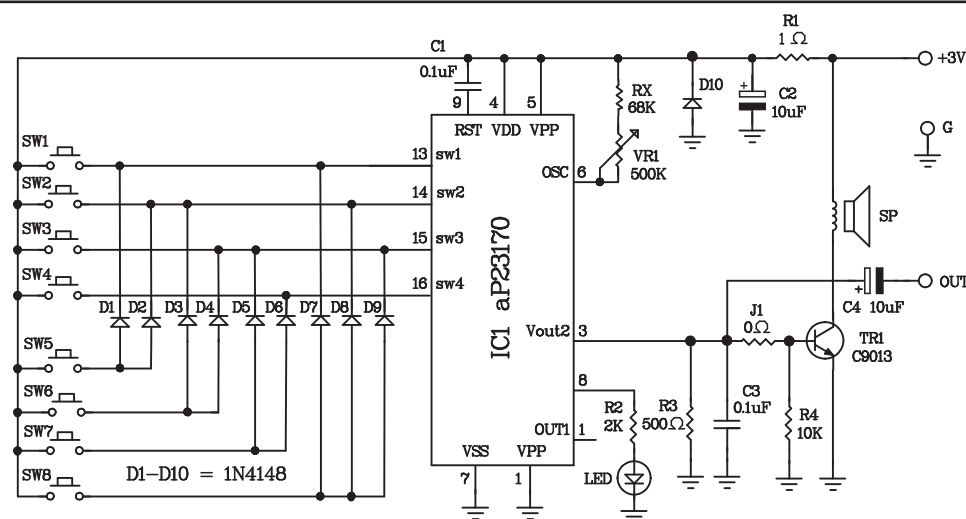 R1
1 Ω
+3V
C1
0.1uF
9
4
5
RST
VDD
VPP
RX
68K
D10
+
C2
10uF
G
SW1
13
sw1
OSC
6
VR1
500K
SW2
14
sw2
SW3
15
sw3
SP
SW4
16
sw4
IC1 aP23170
D1
D2
D3
D4
D5
D6
D7
D8
D9
+
C4 10uF
OUT
J1
0Ω
Vout2
3
TR1
C9013
SW5
8
SW6
R2
2K
R3
500Ω
C3
0.1uF
R4
10K
OUT1
1
SW7
VSS
VPP
D1-D10 = 1N4148
7
1
LED
SW8